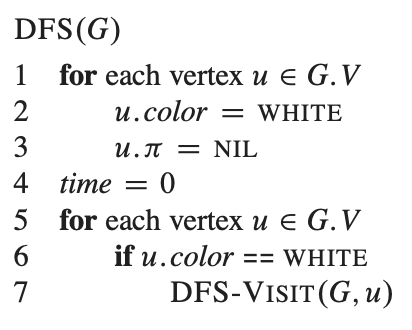 DFS(G)
1 for each vertex u ∈ G.V
2 u.color = WHITE
3 u.π = NIL
4 time = 0
5 for each vertex u ∈ G.V
6 if u.color == WHITE
7 DFS-VISIT(G, u)